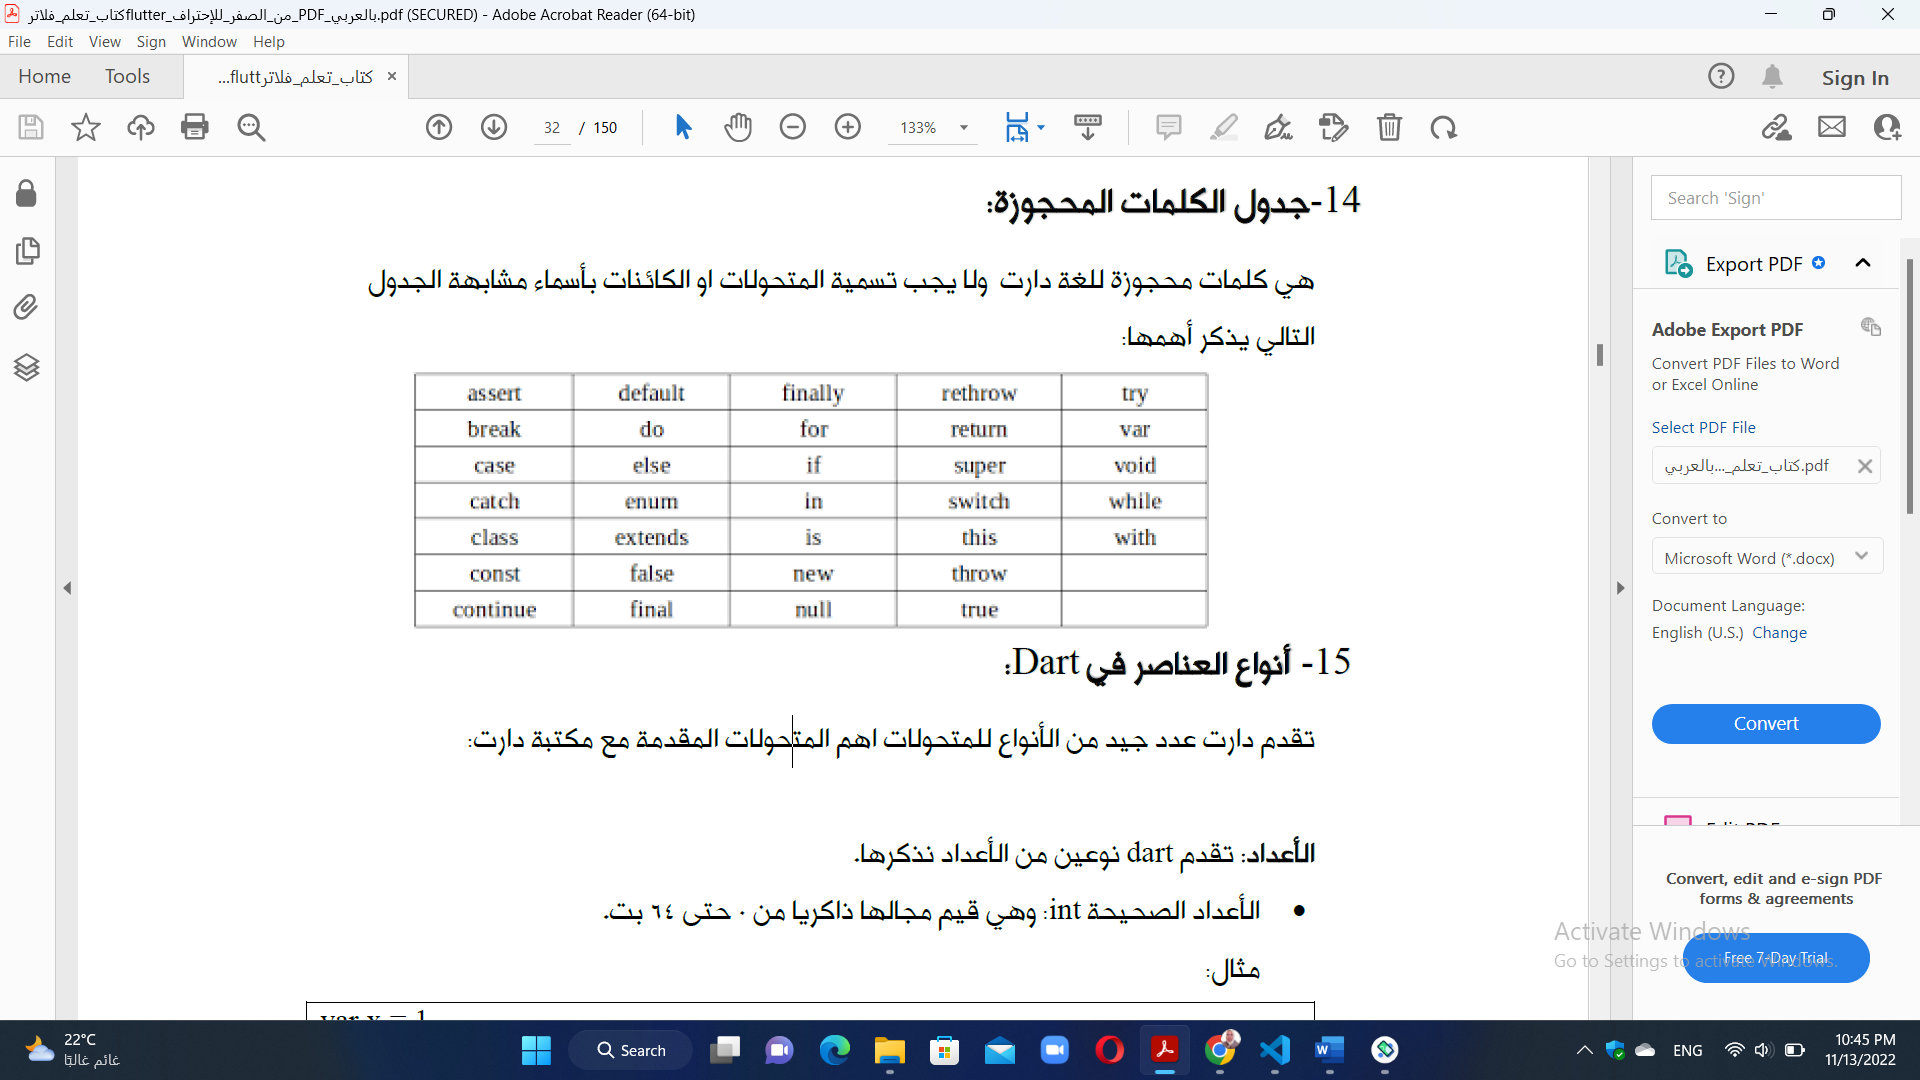 كتاب_تعلم_فلاترflutter_من_الصفر_للإحتراف_PDF_بالعربي.pdf (SECURED) - Adobe Acrobat Reader (64-bit)
File Edit View Sign Window Help
Home Tools كتاب_تعلم_فلاترflutt... × Sign In
32 / 150 133%
14-جدول الكلمات المحجوزة:
هي كلمات محجوزة للغة دارت ولا يجب تسمية المتحولات او الكائنات بأسماء مشابهة الجدول
التالي يذكر أهمها:
assert default finally rethrow try
break do for return var
case else if super void
catch enum in switch while
class extends is this with
const false new throw
continue final null true
15- أنواع العناصر في Dart:
تقدم دارت عدد جيد من الأنواع للمتحولات اهم المتحولات المقدمة مع مكتبة دارت:
الأعداد: تقدم dart نوعين من الأعداد نذكرها.
• الأعداد الصحيحة int: وهي قيم مجالها ذاكريا من ٠ حتى ٦٤ بت.
مثال:
var x = 1
Search 'Sign'
Export PDF
Adobe Export PDF
Convert PDF Files to Word
or Excel Online
Select PDF File
كتاب_تعلم_...بالعربي.pdf
Convert to
Microsoft Word (*.docx)
Document Language:
English (U.S.) Change
Convert
Edit PDF
Convert, edit and e-sign PDF
forms & agreements
Free 7-Day Trial
Activate Windows
Go to Settings to activate Windows.
22°C
غائم غالبًا
Search
ENG
10:45 PM
11/13/2022